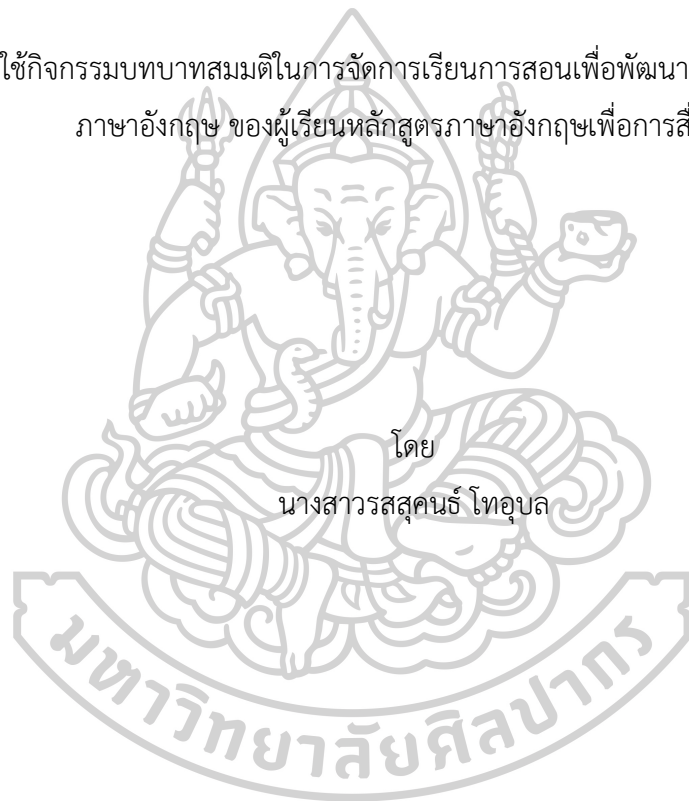 ใช้กิจกรรมบทบาทสมมติในการจัดการเรียนการสอนเพื่อพัฒนา
ภาษาอังกฤษ ของผู้เรียนหลักสูตรภาษาอังกฤษเพื่อการสื่
โดย
นางสาวรสสุคนธ์ โทอุบล
มหาวิทยาลัยศิลปากร